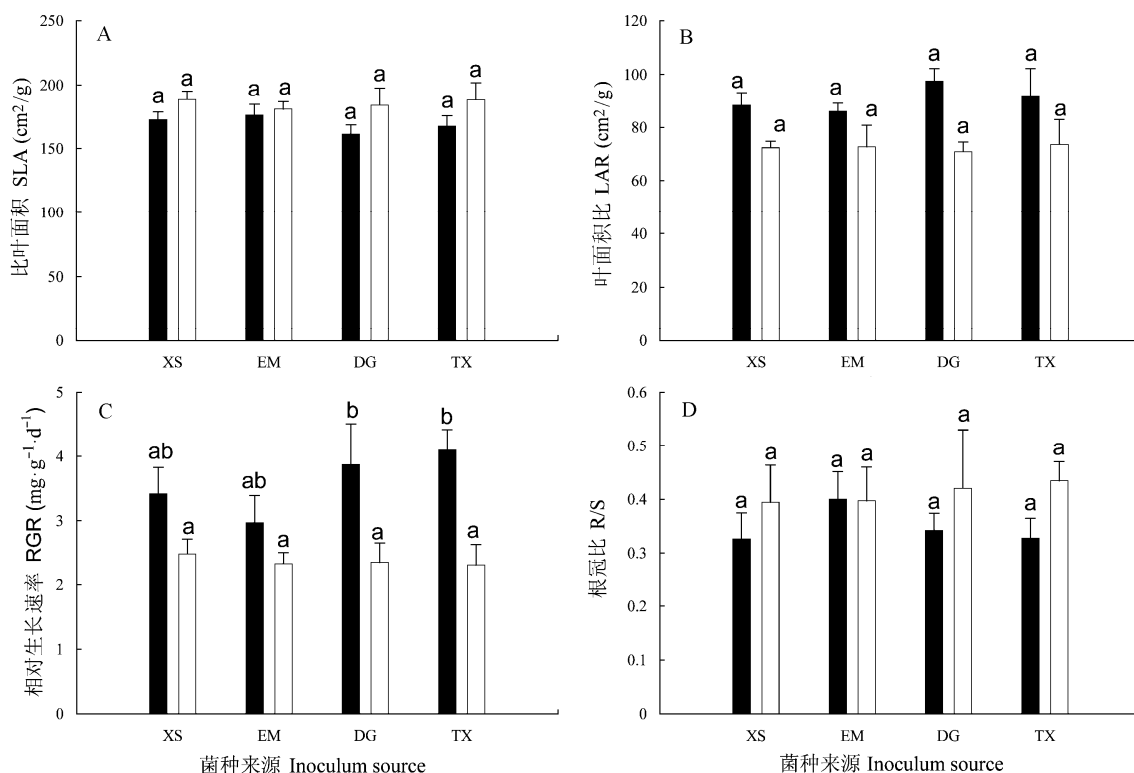 A
比叶面积 SLA (cm²/g)
250
200
150
100
50
0
a a a a a a a a
XS EM DG TX
B
叶面积比 LAR (cm²/g)
120
100
80
60
40
20
0
a a a a a a a a
XS EM DG TX
C
相对生长速率 RGR (mg·g⁻¹·d⁻¹)
5
4
3
2
1
0
ab a ab a b a b a
XS EM DG TX
菌种来源 Inoculum source
D
根冠比 R/S
0.6
0.5
0.4
0.3
0.2
0.1
0
a a a a a a a a
XS EM DG TX
菌种来源 Inoculum source